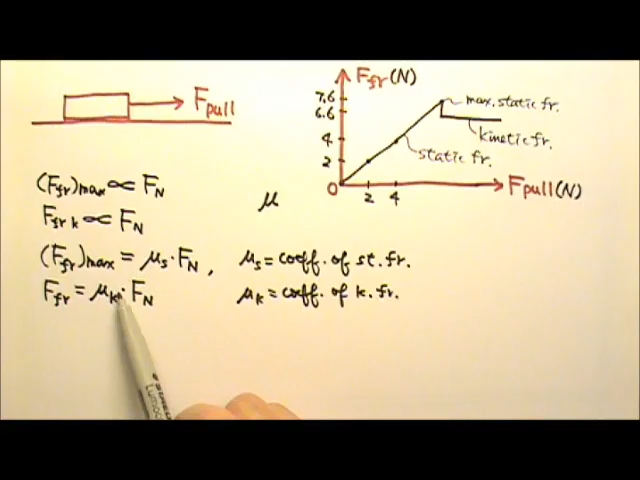 Fpull
Ffr(N)
7.6
6.6
4
2
0
2 4
Fpull(N)
max.static fr.
kinetic fr.
static fr.
(Ffr)max ∝ FN
Ffr k ∝ FN
μ
(Ffr)max = μs·FN, μs = coeff. of st. fr.
Ffr = μk·FN μk = coeff. of k. fr.